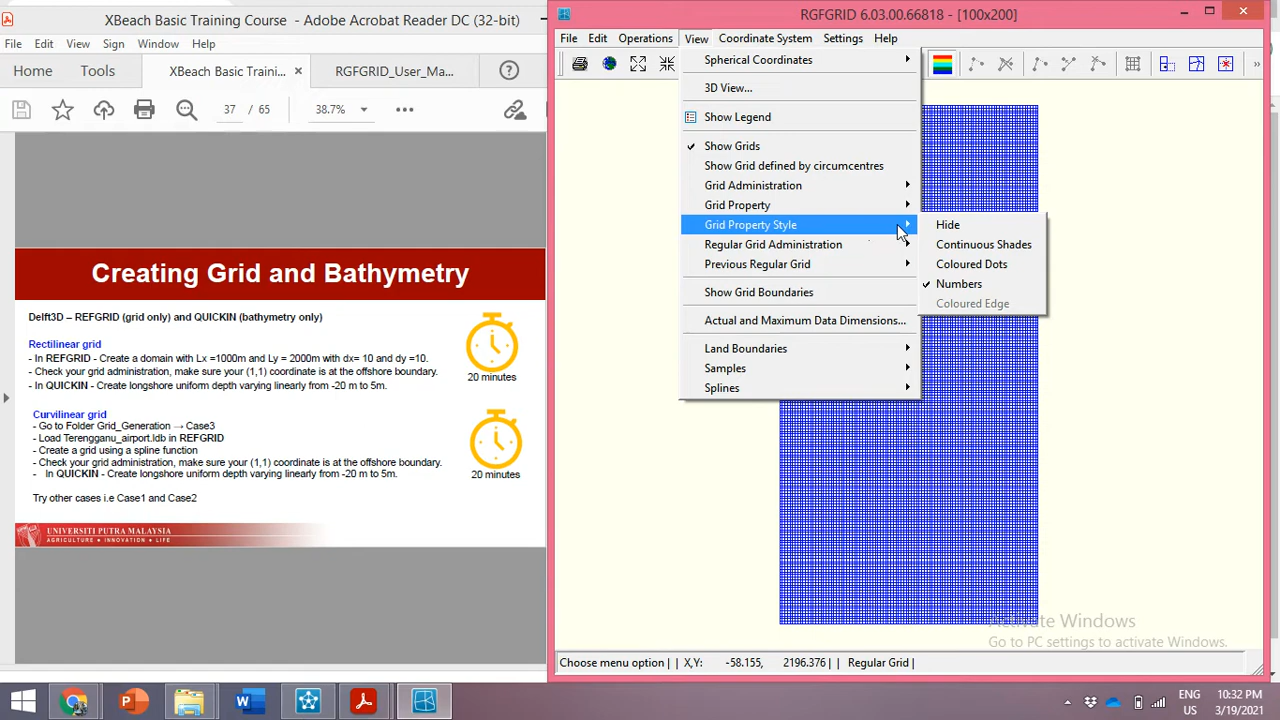 XBeach Basic Training Course - Adobe Acrobat Reader DC (32-bit)
File Edit View Sign Window Help
Home Tools XBeach Basic Trainin... × RGFGRID_User_Ma...
37 / 65 38.7%
Creating Grid and Bathymetry
Delft3D – REFGRID (grid only) and QUICKIN (bathymetry only)
Rectilinear grid
- In REFGRID - Create a domain with Lx =1000m and Ly = 2000m with dx= 10 and dy =10.
- Check your grid administration, make sure your (1,1) coordinate is at the offshore boundary.
- In QUICKIN - Create longshore uniform depth varying linearly from -20 m to 5m.
20 minutes
Curvilinear grid
- Go to Folder Grid_Generation → Case3
- Load Terengganu_airport.ldb in REFGRID
- Create a grid using a spline function
- Check your grid administration, make sure your (1,1) coordinate is at the offshore boundary.
- In QUICKIN - Create longshore uniform depth varying linearly from -20 m to 5m.
20 minutes
Try other cases i.e Case1 and Case2
UNIVERSITI PUTRA MALAYSIA
AGRICULTURE • INNOVATION • LIFE
RGFGRID 6.03.00.66818 - [100x200]
File Edit Operations View Coordinate System Settings Help
Spherical Coordinates
3D View...
Show Legend
Show Grids
Show Grid defined by circumcentres
Grid Administration
Grid Property
Grid Property Style
Regular Grid Administration
Previous Regular Grid
Show Grid Boundaries
Actual and Maximum Data Dimensions...
Land Boundaries
Samples
Splines
Hide
Continuous Shades
Coloured Dots
Numbers
Coloured Edge
Activate Windows
Go to PC settings to activate Windows.
Choose menu option | | X,Y: -58.155, 2196.376 | Regular Grid |
ENG
US
10:32 PM
3/19/2021